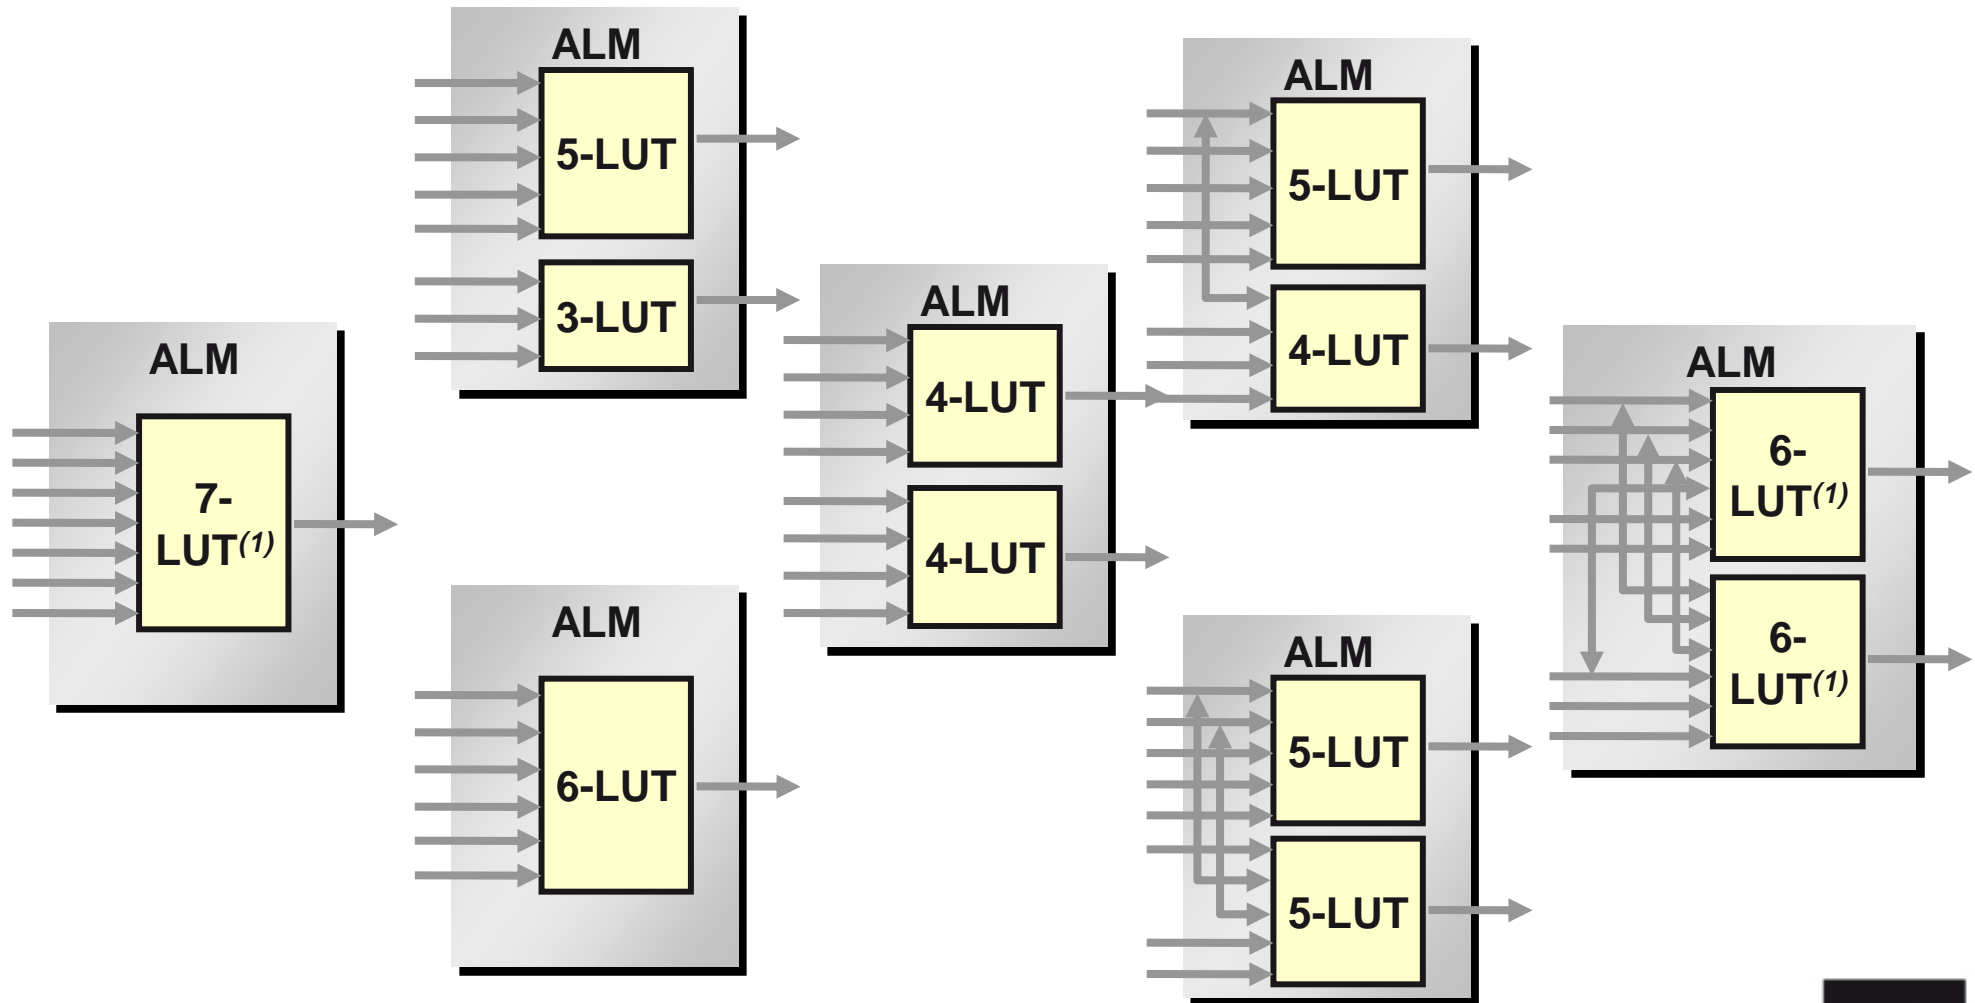 ALM
7-
LUT(1)
ALM
5-LUT
3-LUT
ALM
6-LUT
ALM
4-LUT
4-LUT
ALM
5-LUT
4-LUT
ALM
5-LUT
5-LUT
ALM
6-
LUT(1)
6-
LUT(1)